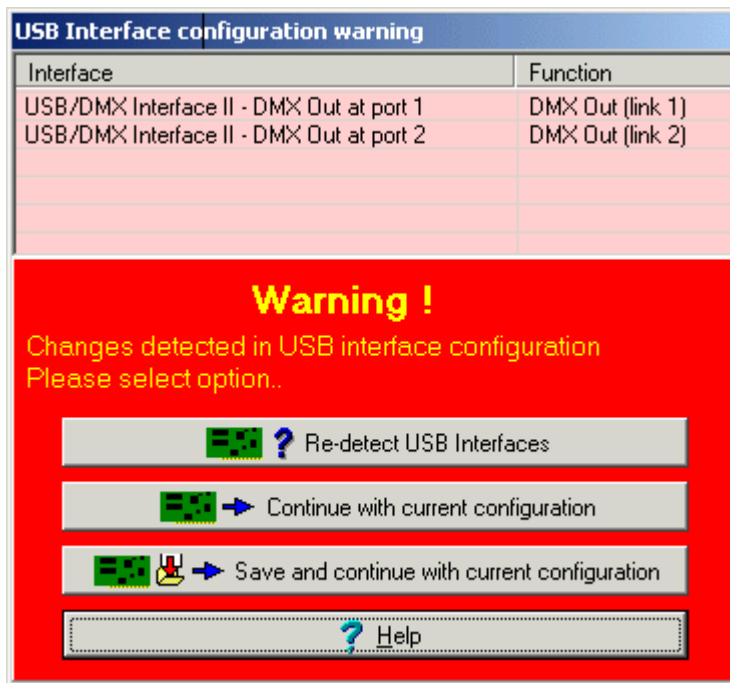 USB Interface configuration warning
Interface Function
USB/DMX Interface II - DMX Out at port 1 DMX Out (link 1)
USB/DMX Interface II - DMX Out at port 2 DMX Out (link 2)
Warning !
Changes detected in USB interface configuration
Please select option..
Re-detect USB Interfaces
Continue with current configuration
Save and continue with current configuration
Help